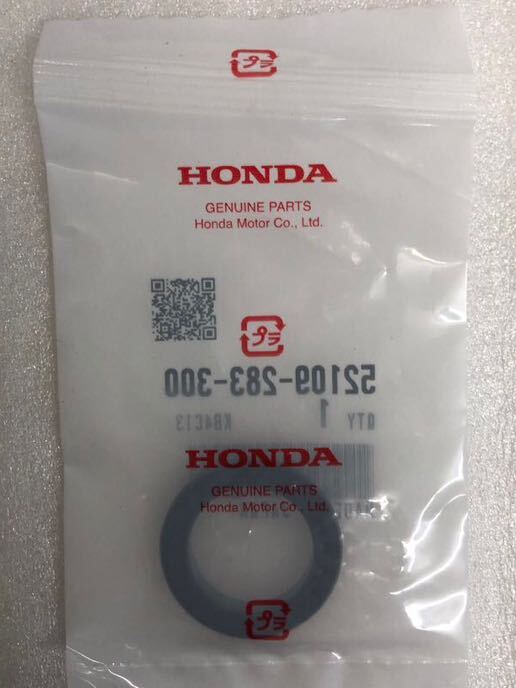 プラ
HONDA
GENUINE PARTS
Honda Motor Co., Ltd.
プラ
52109-283-300
QTY 1 KB4C13
HONDA
GENUINE PARTS
Honda Motor Co., Ltd.
プラ